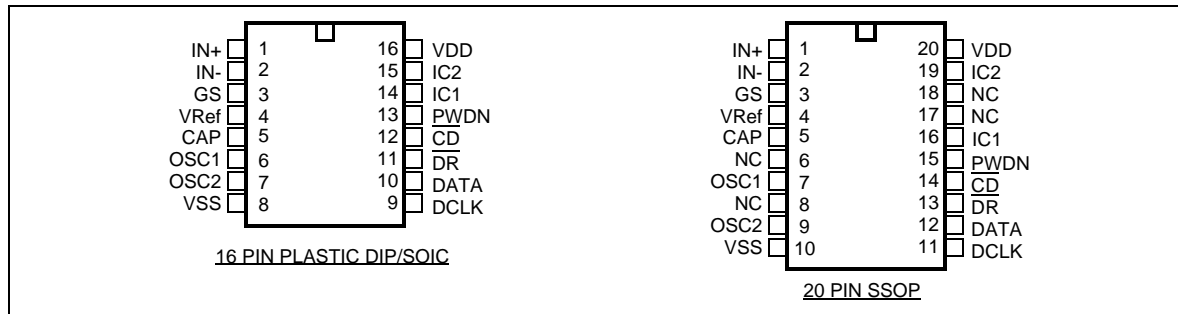 IN+ 1 16 VDD
IN- 2 15 IC2
GS 3 14 IC1
VRef 4 13 PWDN
CAP 5 12 CD
OSC1 6 11 DR
OSC2 7 10 DATA
VSS 8 9 DCLK
16 PIN PLASTIC DIP/SOIC
IN+ 1 20 VDD
IN- 2 19 IC2
GS 3 18 NC
VRef 4 17 NC
CAP 5 16 IC1
NC 6 15 PWDN
OSC1 7 14 CD
NC 8 13 DR
OSC2 9 12 DATA
VSS 10 11 DCLK
20 PIN SSOP